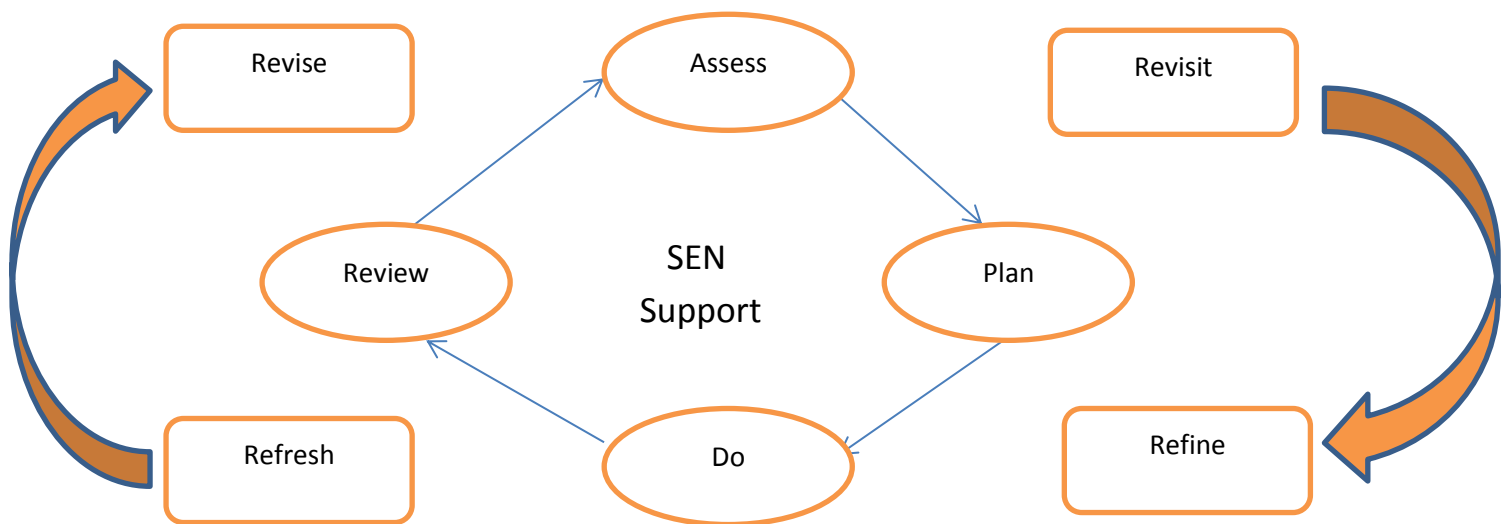 Revise
Assess
Revisit
Review
SEN
Support
Plan
Refresh
Do
Refine